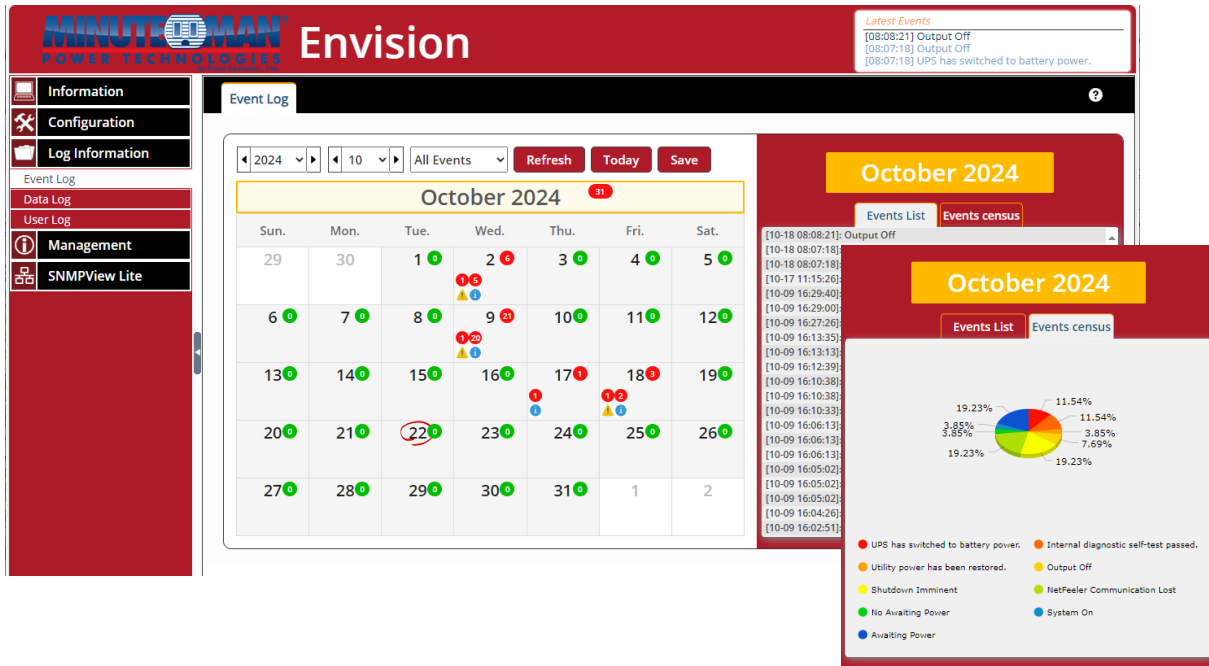 MINUTEMAN
POWER TECHNOLOGIES
Envision
Latest Events
[08:08:21] Output Off
[08:07:18] Output Off
[08:07:18] UPS has switched to battery power.
Information
Configuration
Log Information
Event Log
Data Log
User Log
Management
SNMPView Lite
Event Log
?
2024 10 All Events Refresh Today Save
October 2024 31
Sun. Mon. Tue. Wed. Thu. Fri. Sat.
29 30 1 0 2 6 3 0 4 0 5 0
1 5
6 0 7 0 8 0 9 21 10 0 11 0 12 0
1 20
13 0 14 0 15 0 16 0 17 1 18 3 19 0
1 1 2
20 0 21 0 22 0 23 0 24 0 25 0 26 0
27 0 28 0 29 0 30 0 31 0 1 2
October 2024
Events List Events census
[10-18 08:08:21]: Output Off
[10-18 08:07:18]:
[10-18 08:07:18]:
[10-17 11:15:26]:
[10-09 16:29:40]:
[10-09 16:29:00]:
[10-09 16:27:26]:
[10-09 16:13:35]:
[10-09 16:13:13]:
[10-09 16:12:39]:
[10-09 16:10:38]:
[10-09 16:10:38]:
[10-09 16:10:33]:
[10-09 16:06:13]:
[10-09 16:06:13]:
[10-09 16:06:13]:
[10-09 16:05:02]:
[10-09 16:05:02]:
[10-09 16:05:02]:
[10-09 16:04:26]:
[10-09 16:02:51]:
October 2024
Events List Events census
19.23% 11.54%
11.54%
3.85%
3.85% 3.85%
7.69%
19.23% 19.23%
UPS has switched to battery power. Internal diagnostic self-test passed.
Utility power has been restored. Output Off
Shutdown Imminent NetFeeler Communication Lost
No Awaiting Power System On
Awaiting Power